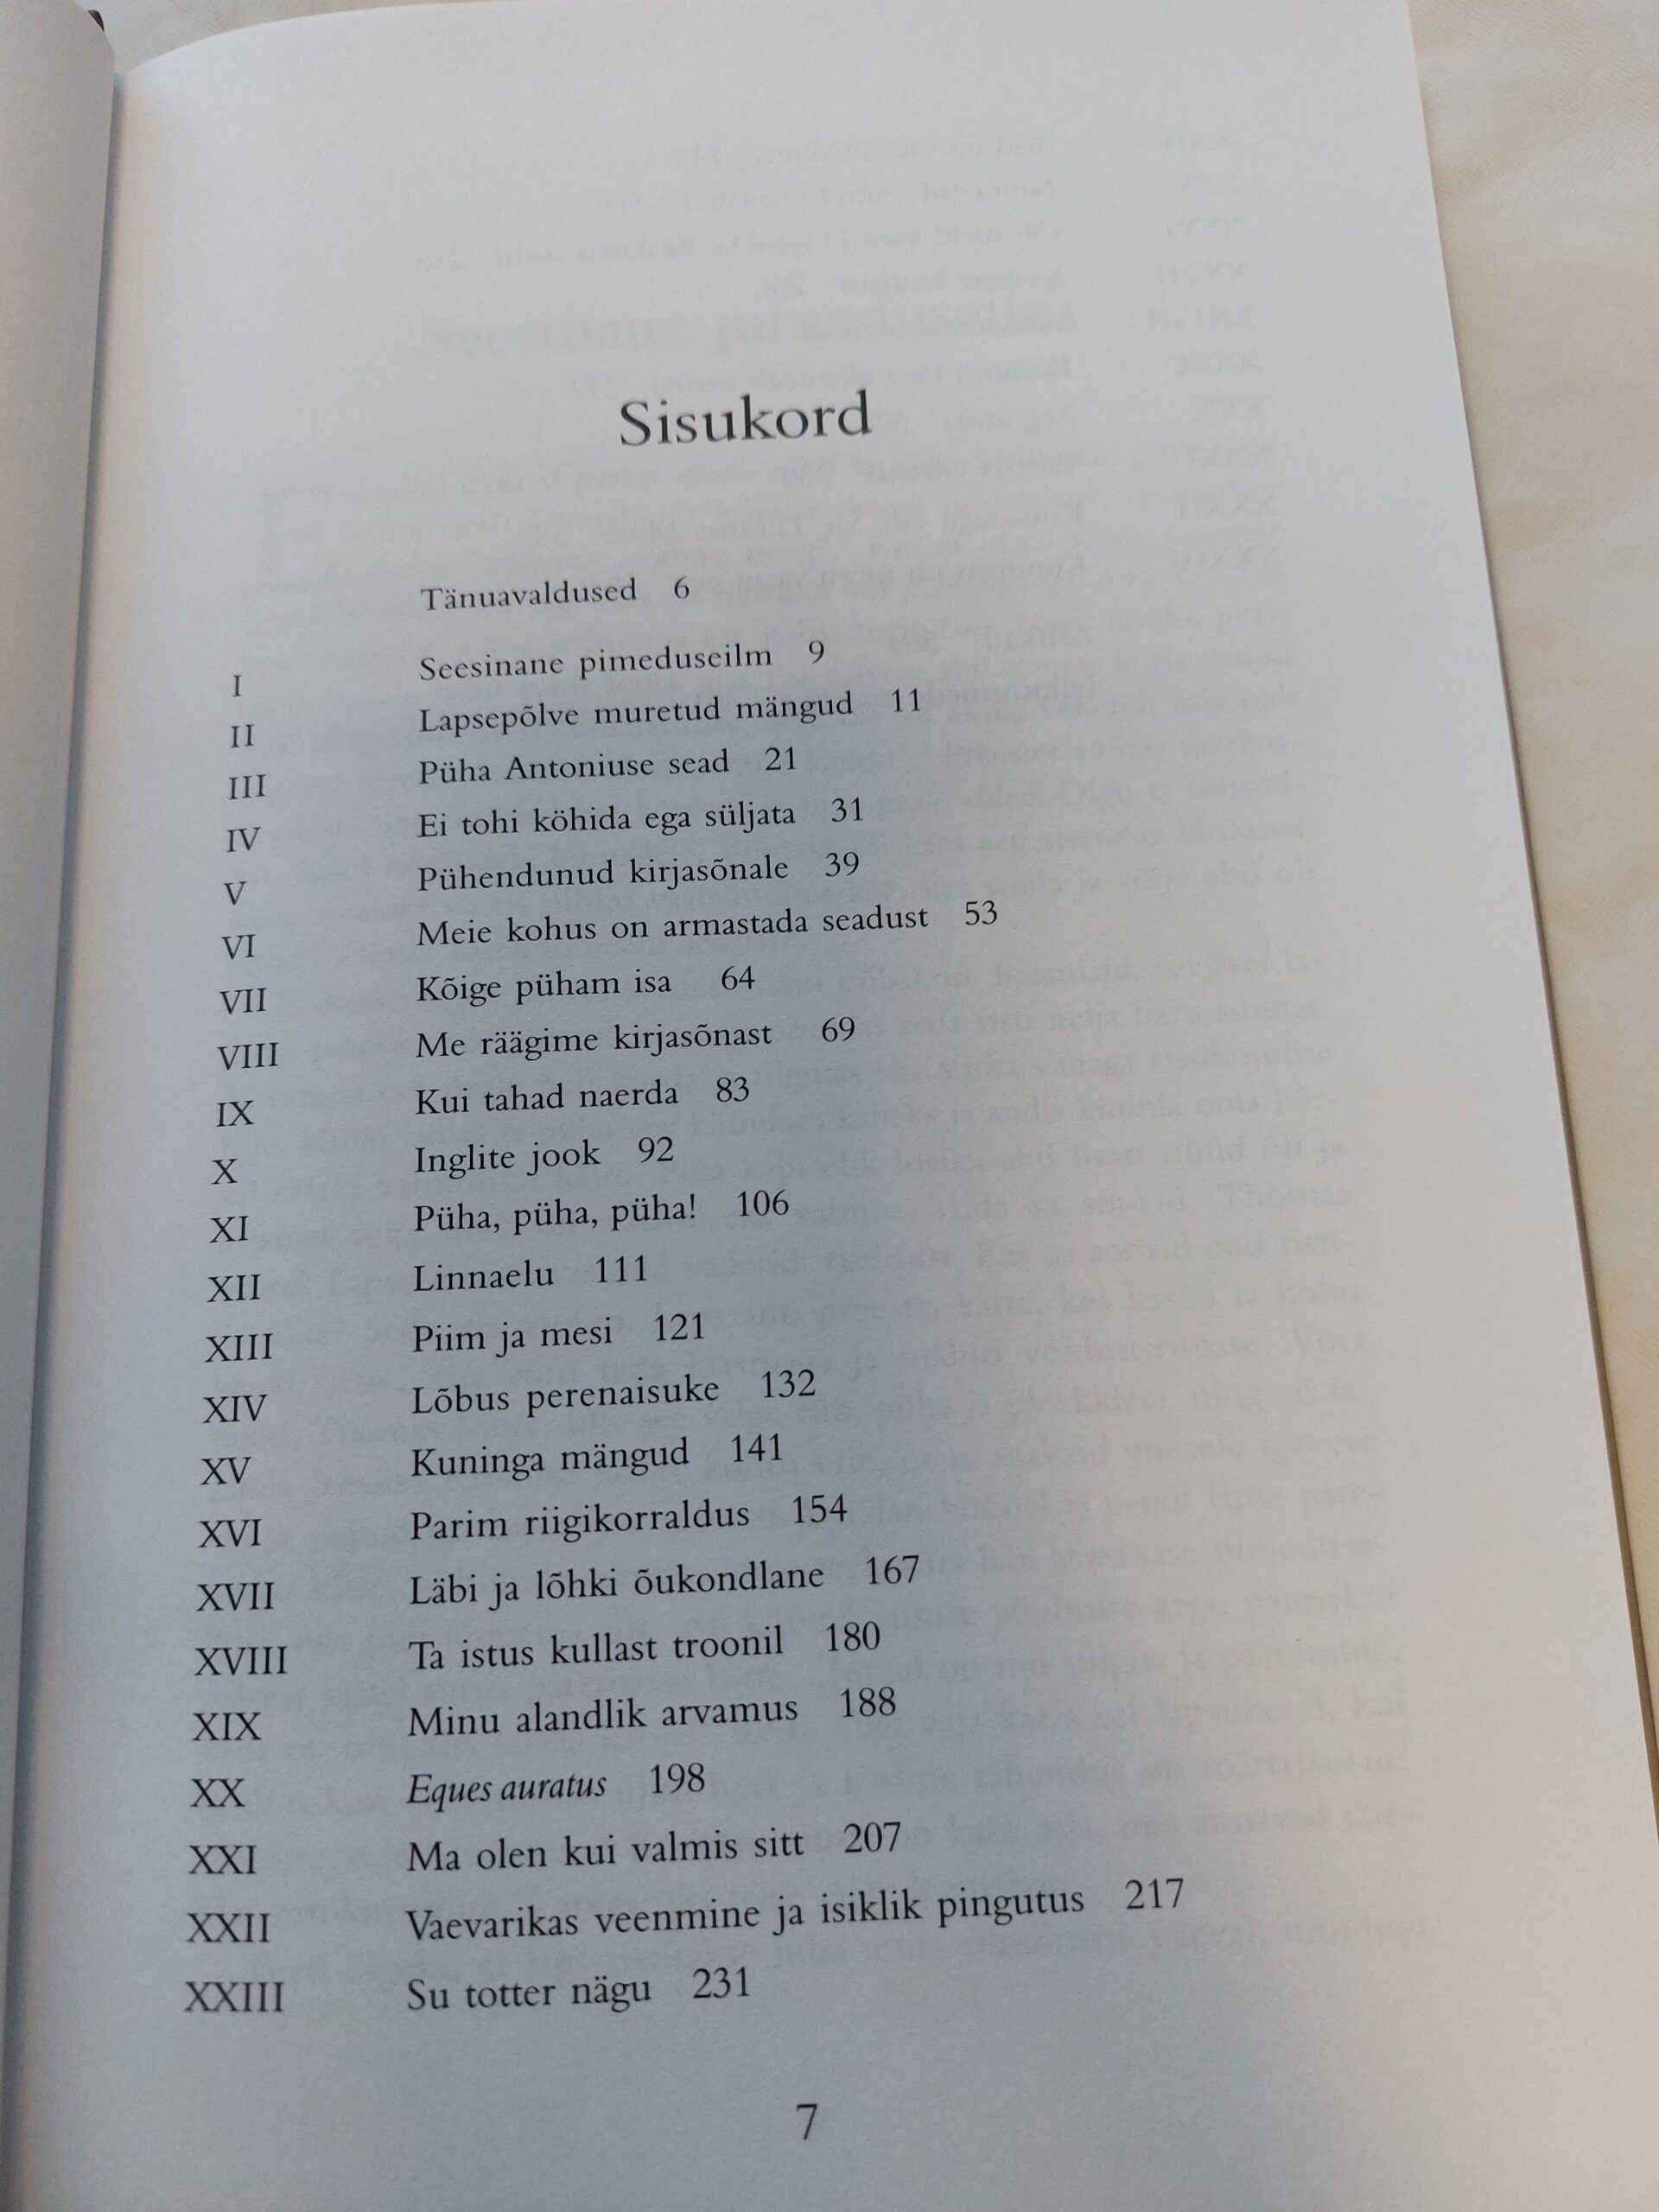 Sisukord
Tänuavaldused 6
I Seesinane pimeduseilm 9
II Lapsepõlve muretud mängud 11
III Püha Antoniuse sead 21
IV Ei tohi köhida ega süljata 31
V Pühendunud kirjasõnale 39
VI Meie kohus on armastada seadust 53
VII Kõige püham isa 64
VIII Me räägime kirjasõnast 69
IX Kui tahad naerda 83
X Inglite jook 92
XI Püha, püha, püha! 106
XII Linnaelu 111
XIII Piim ja mesi 121
XIV Lõbus perenaisuke 132
XV Kuninga mängud 141
XVI Parim riigikorraldus 154
XVII Läbi ja lõhki õukondlane 167
XVIII Ta istus kullast troonil 180
XIX Minu alandlik arvamus 188
XX Eques auratus 198
XXI Ma olen kui valmis sitt 207
XXII Vaevarikas veenmine ja isiklik pingutus 217
XXIII Su totter nägu 231
7